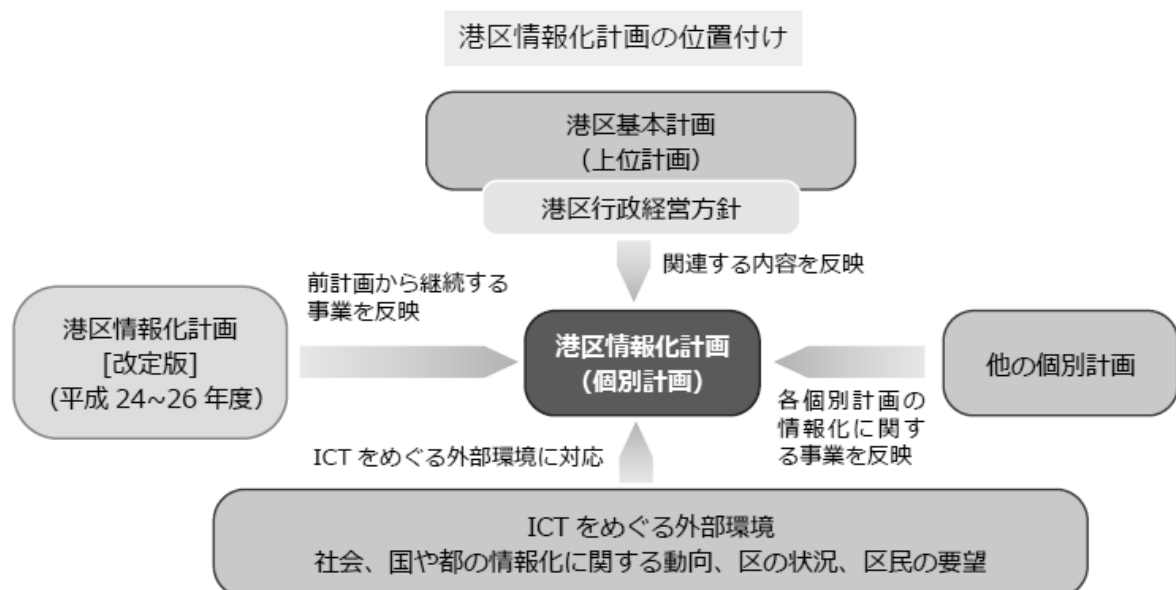 港区情報化計画の位置付け
港区基本計画
（上位計画）
港区行政経営方針
関連する内容を反映
前計画から継続する
事業を反映
港区情報化計画
[改定版]
（平成 24~26 年度）
港区情報化計画
（個別計画）
他の個別計画
各個別計画の
情報化に関す
る事業を反映
ICT をめぐる外部環境に対応
ICT をめぐる外部環境
社会、国や都の情報化に関する動向、区の状況、区民の要望